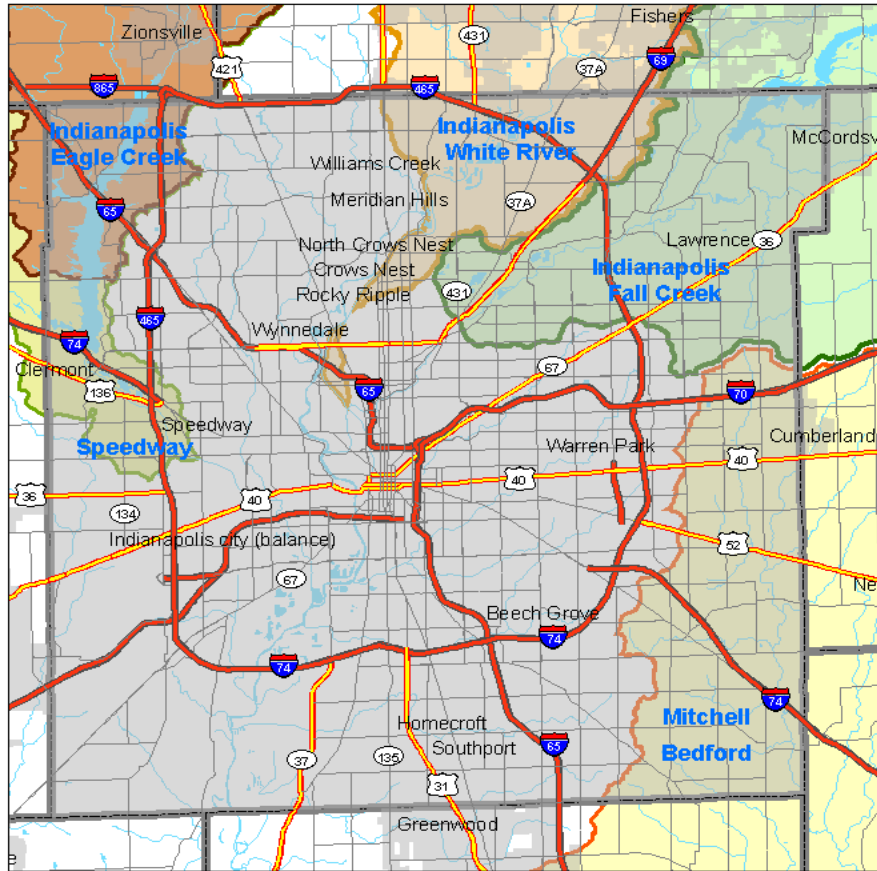 Fishers
Zionsville
431
421
37A
69
865
465
Indianapolis
Eagle Creek
Indianapolis
White River
McCordsv
Williams Creek
Meridian Hills
37A
65
North Crows Nest
Lawrence
36
Crows Nest
Indianapolis
Fall Creek
Rocky Ripple
431
465
Wynnedale
74
Clermont
67
136
65
70
Speedway
Speedway
Warren Park
Cumberland
40
40
36
40
134
Indianapolis city (balance)
52
67
Ne
Beech Grove
74
74
74
Mitchell
Bedford
Homecroft
Southport
65
37
135
31
Greenwood
e